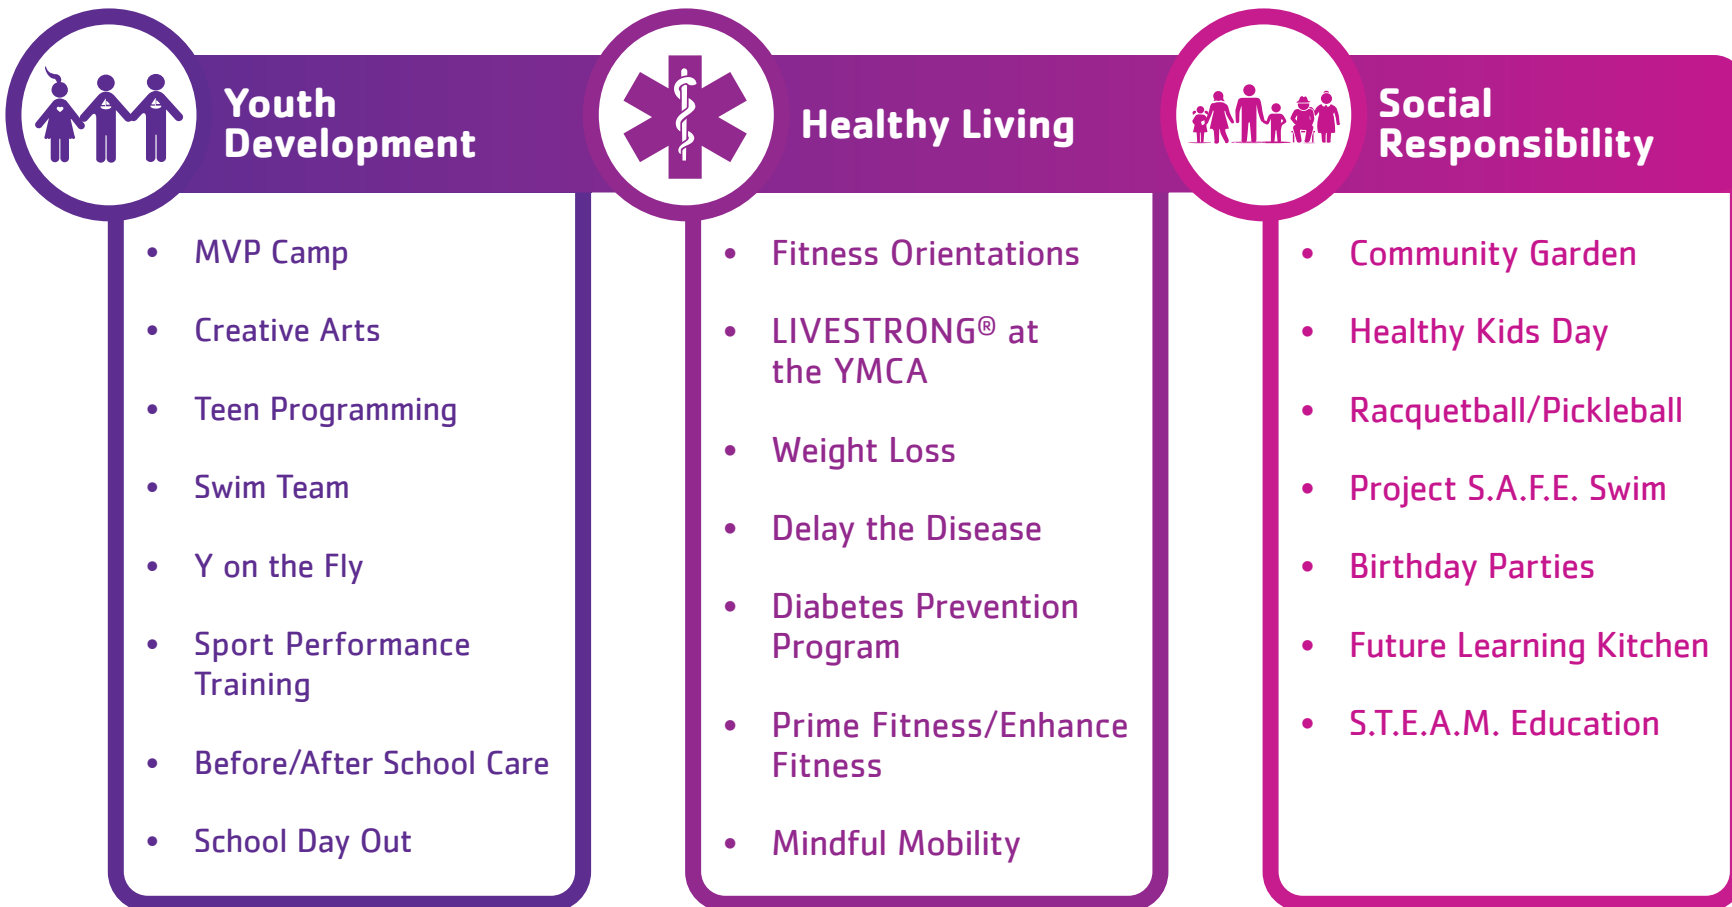 Youth
Development
• MVP Camp
• Creative Arts
• Teen Programming
• Swim Team
• Y on the Fly
• Sport Performance
Training
• Before/After School Care
• School Day Out
Healthy Living
• Fitness Orientations
• LIVESTRONG® at
the YMCA
• Weight Loss
• Delay the Disease
• Diabetes Prevention
Program
• Prime Fitness/Enhance
Fitness
• Mindful Mobility
Social
Responsibility
• Community Garden
• Healthy Kids Day
• Racquetball/Pickleball
• Project S.A.F.E. Swim
• Birthday Parties
• Future Learning Kitchen
• S.T.E.A.M. Education